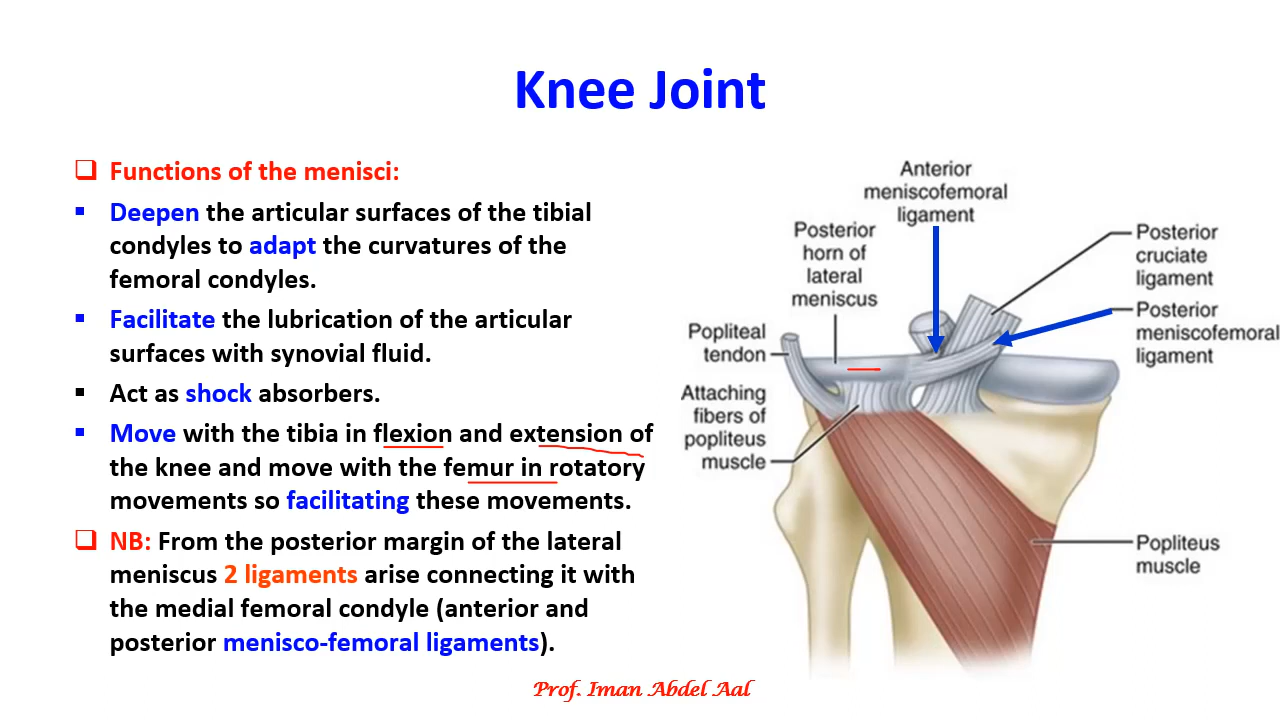 Knee Joint
Functions of the menisci:
Deepen the articular surfaces of the tibial
condyles to adapt the curvatures of the
femoral condyles.
Facilitate the lubrication of the articular
surfaces with synovial fluid.
Act as shock absorbers.
Move with the tibia in flexion and extension of
the knee and move with the femur in rotatory
movements so facilitating these movements.
NB: From the posterior margin of the lateral
meniscus 2 ligaments arise connecting it with
the medial femoral condyle (anterior and
posterior menisco-femoral ligaments).
Anterior
meniscofemoral
ligament
Posterior
horn of
lateral
meniscus
Popliteal
tendon
Attaching
fibers of
popliteus
muscle
Posterior
cruciate
ligament
Posterior
meniscofemoral
ligament
Popliteus
muscle
Prof. Iman Abdel Aal